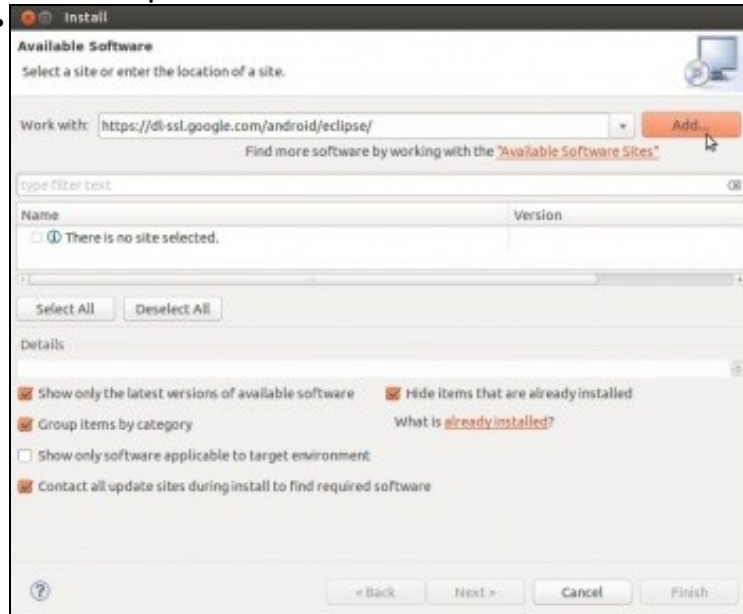 Install
Available Software
Select a site or enter the location of a site.
Work with: https://dl-ssl.google.com/android/eclipse/ Add...
Find more software by working with the "Available Software Sites"
type filter text
Name Version
There is no site selected.
Select All Deselect All
Details
Show only the latest versions of available software Hide items that are already installed
Group items by category What is already installed?
Show only software applicable to target environment
Contact all update sites during install to find required software
? < Back Next > Cancel Finish